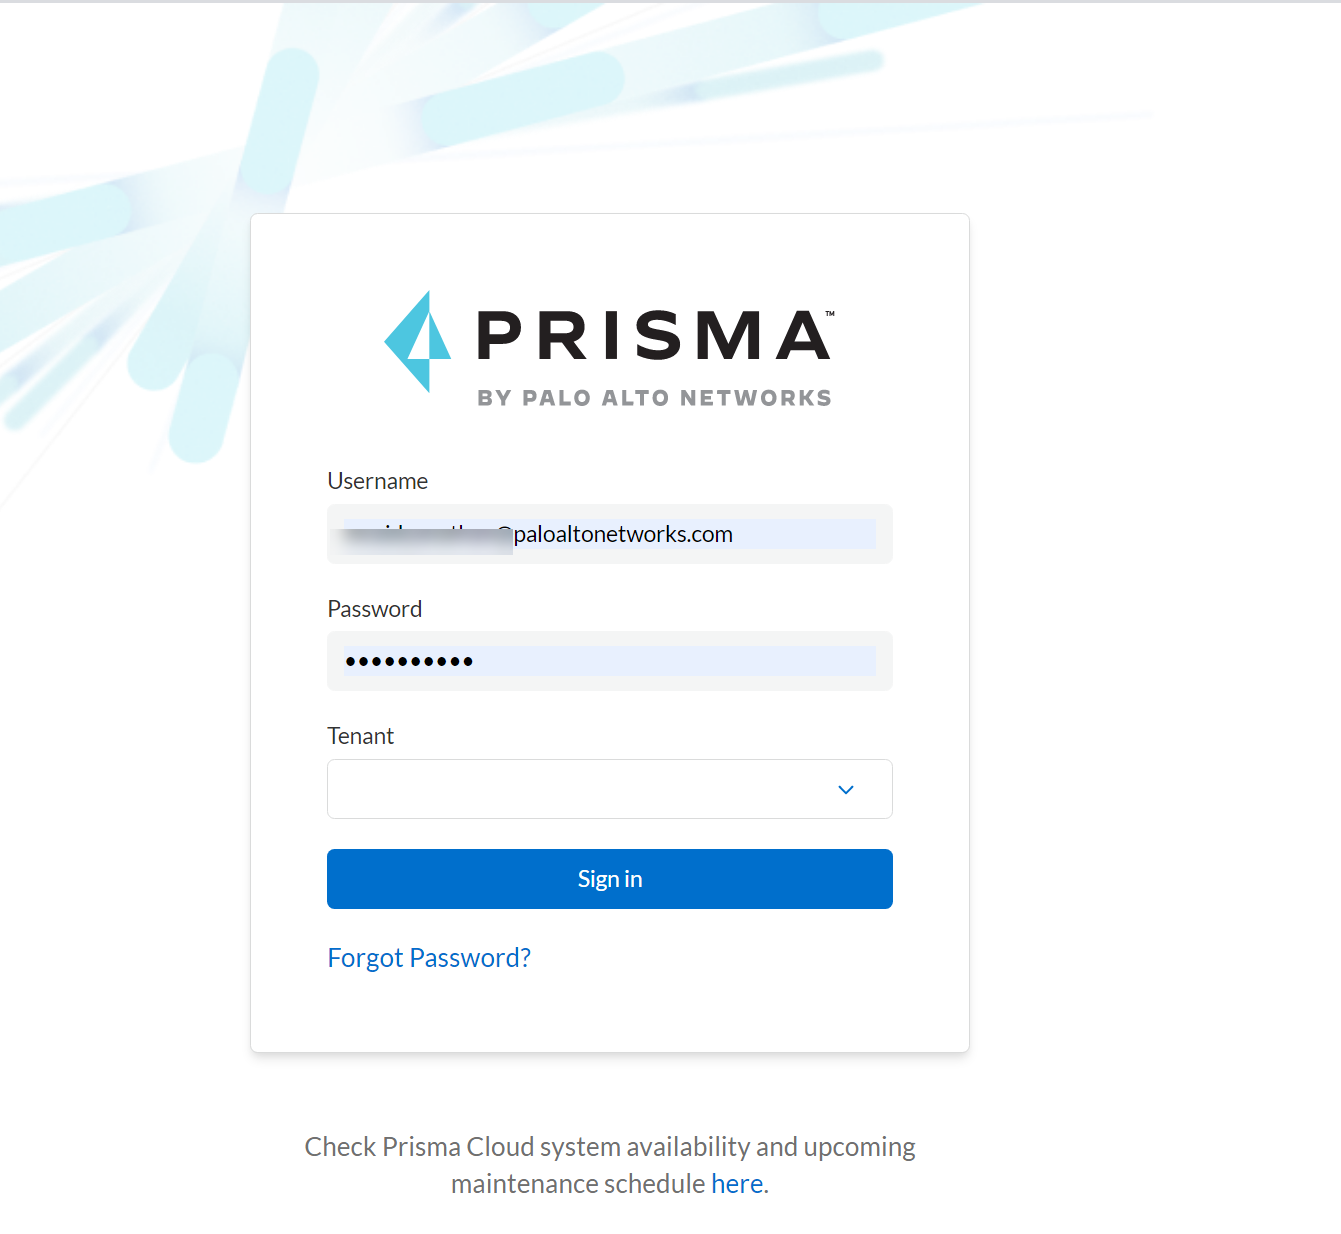 PRISMA™
BY PALO ALTO NETWORKS
Username
@paloaltonetworks.com
Password
••••••••••
Tenant
Sign in
Forgot Password?
Check Prisma Cloud system availability and upcoming
maintenance schedule here.